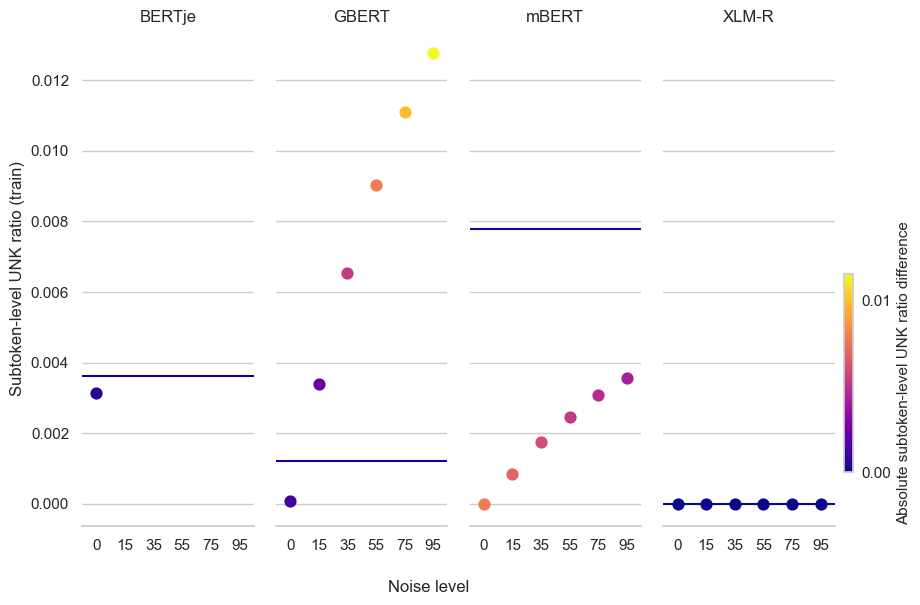 BERTje GBERT mBERT XLM-R
Subtoken-level UNK ratio (train)
0.012
0.010
0.008
0.006
0.004
0.002
0.000
0 15 35 55 75 95 0 15 35 55 75 95 0 15 35 55 75 95 0 15 35 55 75 95
Noise level
0.01
0.00
Absolute subtoken-level UNK ratio difference